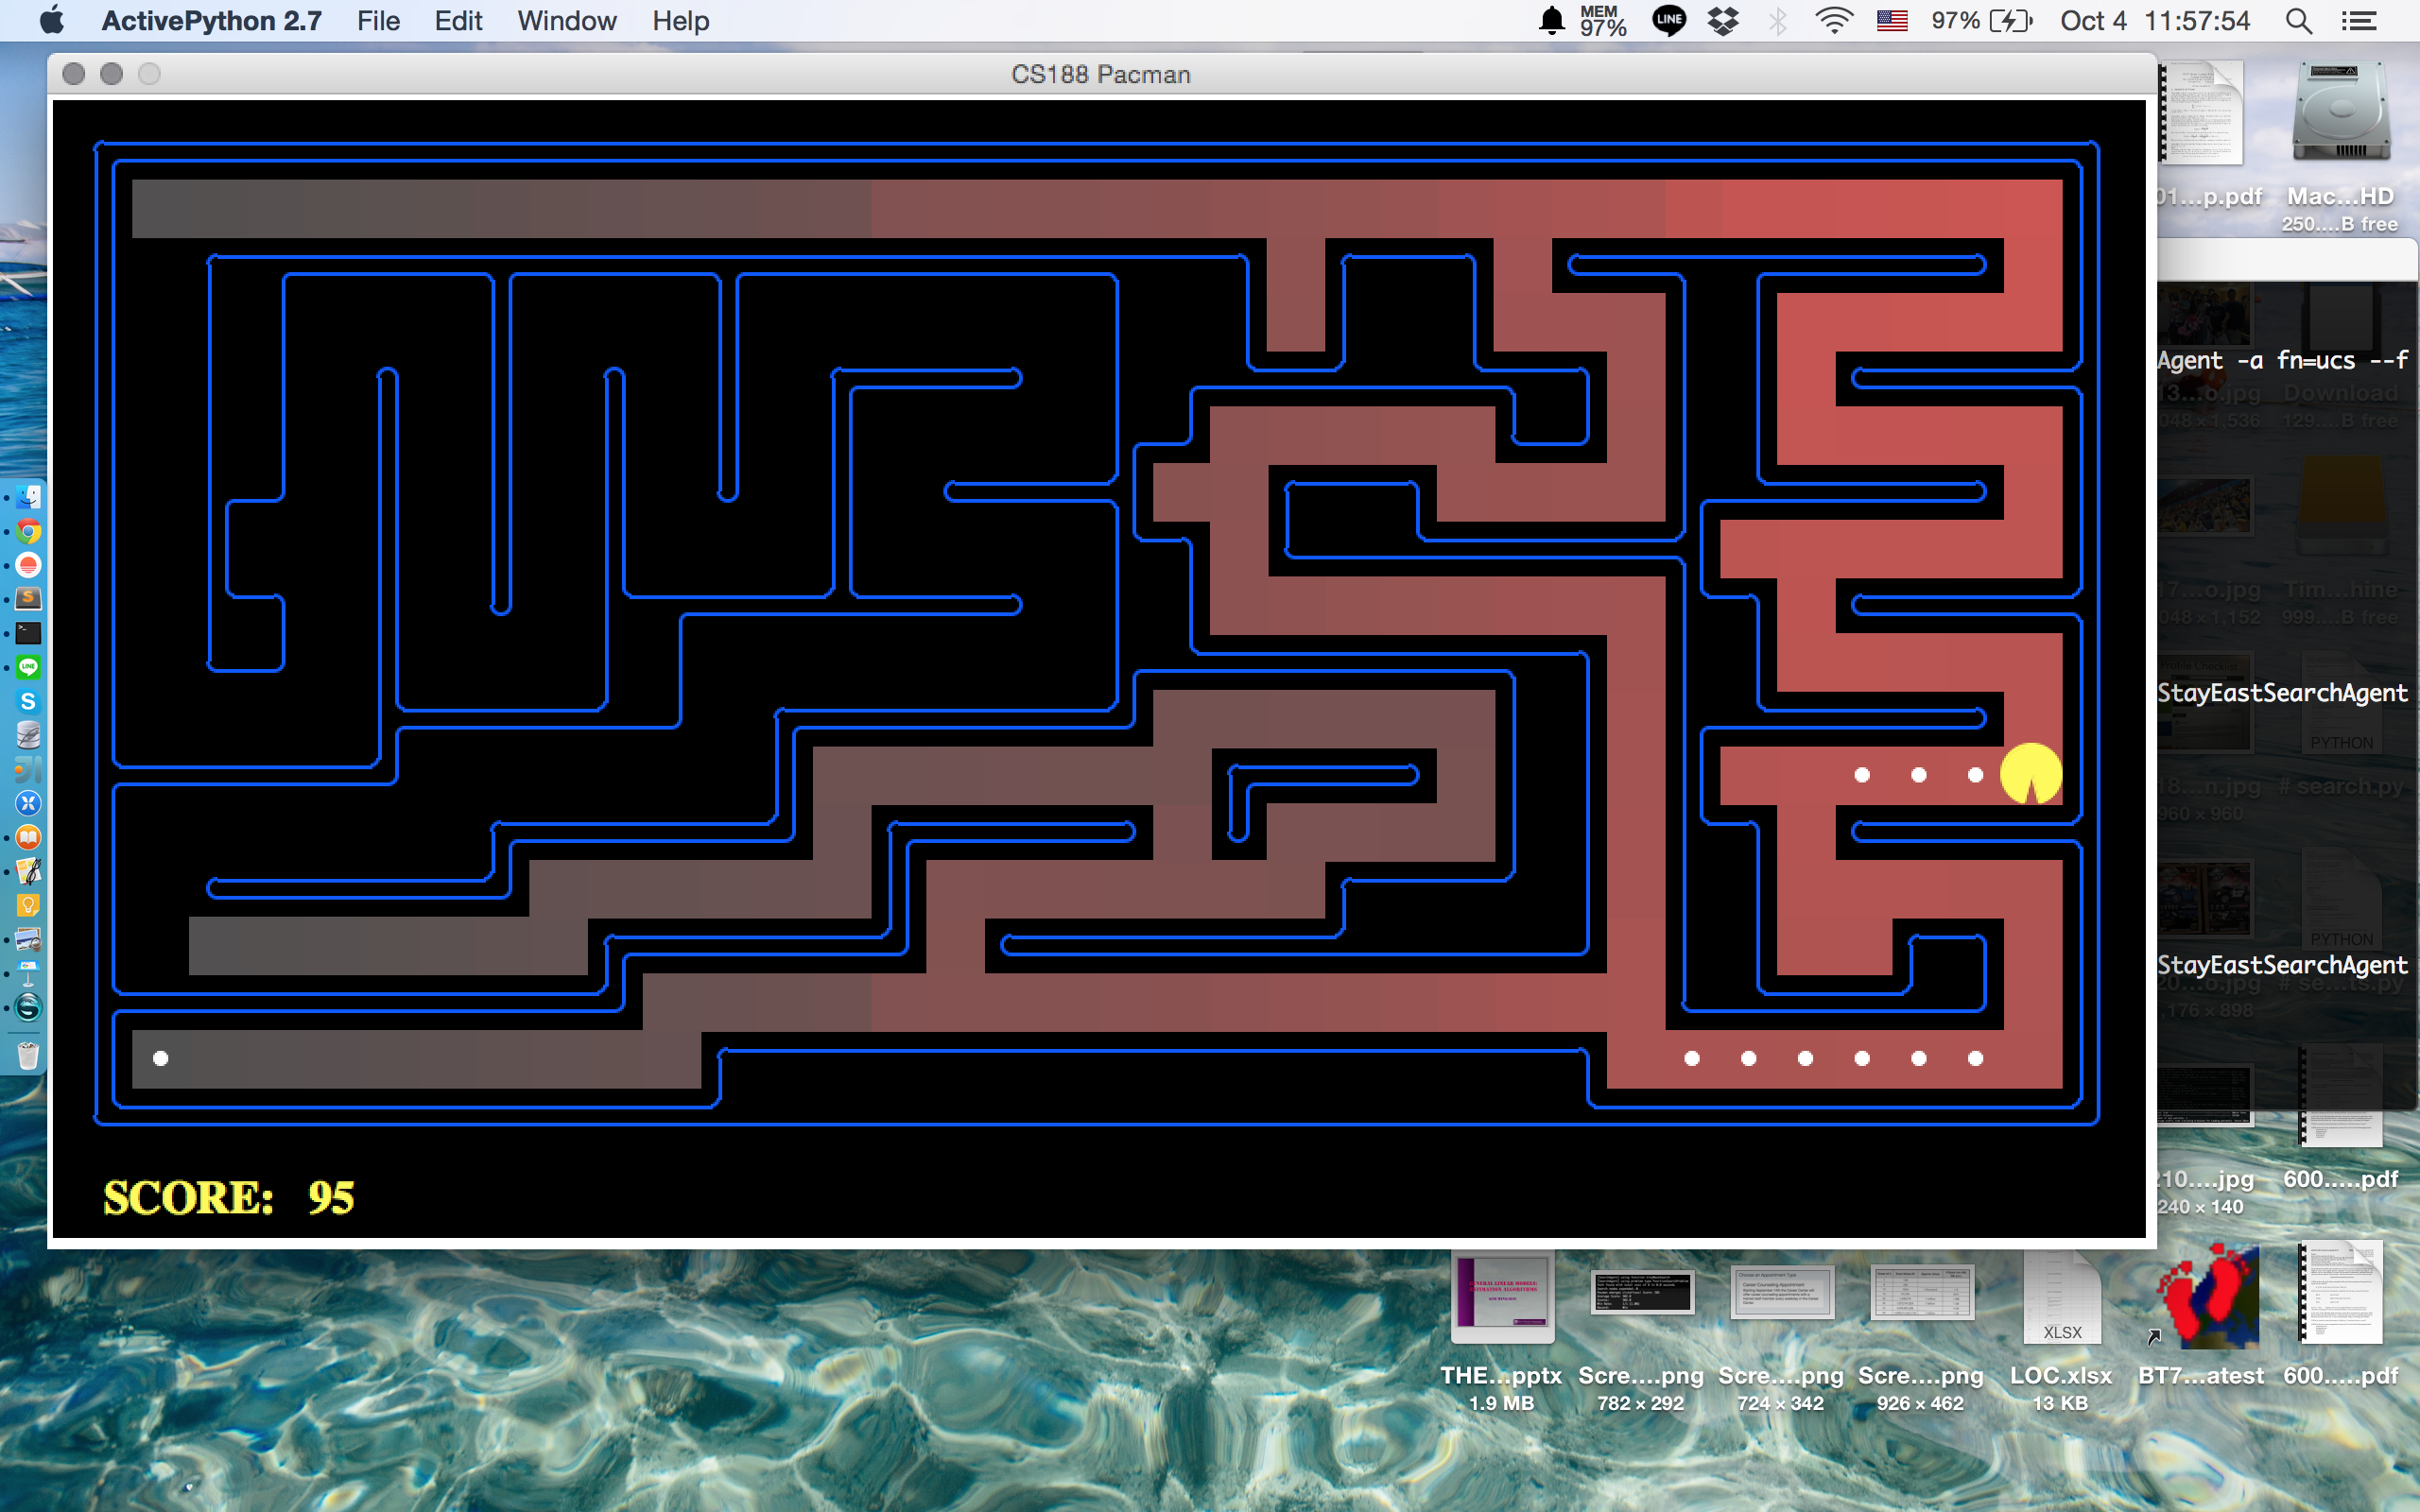 ActivePython 2.7 File Edit Window Help MEM 97% LINE 97% Oct 4 11:57:54
CS188 Pacman
01...p.pdf Mac...HD
250....B free
Agent -a fn=ucs --f
13...o.jpg Download
048 × 1,536 129....B free
17...o.jpg Tim...hine
048 × 1,152 999....B free
StayEastSearchAgent
PYTHON
18...n.jpg # search.py
960 × 960
PYTHON
StayEastSearchAgent
20...o.jpg # se...ts.py
,176 × 898
SCORE: 95
210....jpg 600.....pdf
240 × 140
XLSX
THE...pptx Scre....png Scre....png Scre....png LOC.xlsx BT7...atest 600.....pdf
1.9 MB 782 × 292 724 × 342 926 × 462 13 KB